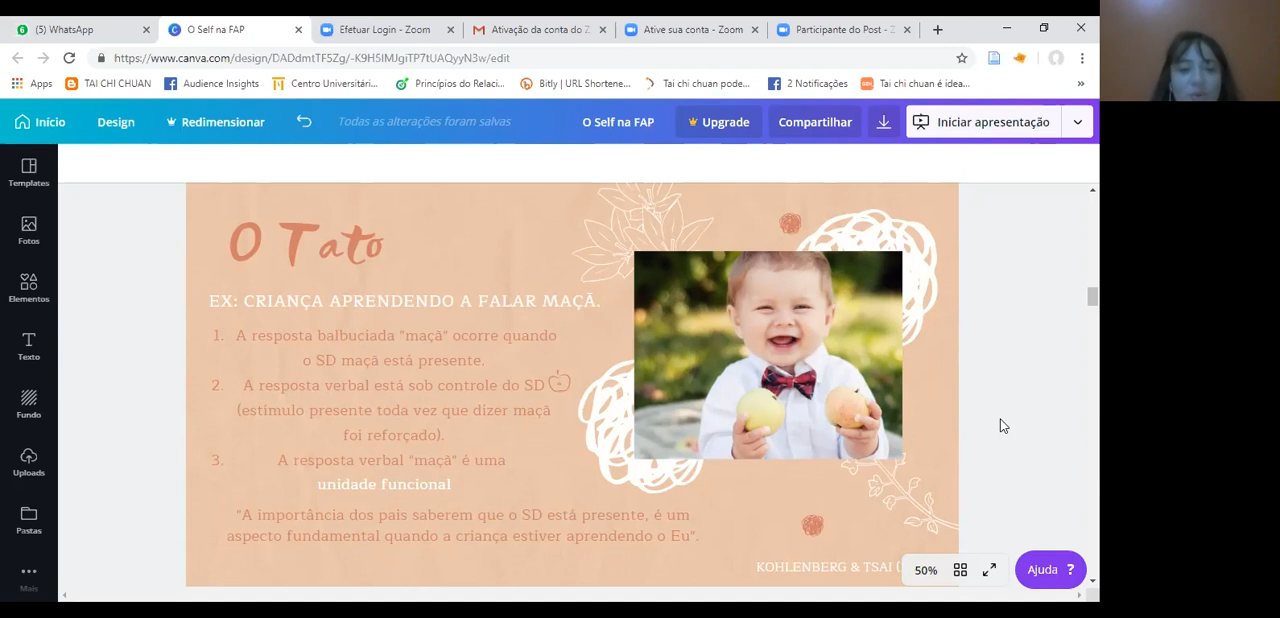 (5) WhatsApp
O Self na FAP
Efetuar Login - Zoom
Ativação da conta do Z
Ative sua conta - Zoom
Participante do Post - Z
https://www.canva.com/design/DADdmtTF5Zg/-K9H5IMJgiTP7tUAQyyN3w/edit
Apps
TAI CHI CHUAN
Audience Insights
Centro Universitári...
Princípios do Relaci...
Bitly | URL Shortene...
Tai chi chuan pode...
2 Notificações
Tai chi chuan é idea...
»
Início
Design
Redimensionar
Todas as alterações foram salvas
O Self na FAP
Upgrade
Compartilhar
Iniciar apresentação
Templates
Fotos
Elementos
Texto
Fundo
Uploads
Pastas
Mais
O Tato
EX: CRIANÇA APRENDENDO A FALAR MAÇÃ.
1. A resposta balbuciada "maçã" ocorre quando
o SD maçã está presente.
2. A resposta verbal está sob controle do SD
(estimulo presente toda vez que dizer maçã
foi reforçado).
3. A resposta verbal "maçã" é uma
unidade funcional
"A importância dos pais saberem que o SD está presente, é um
aspecto fundamental quando a criança estiver aprendendo o Eu".
KOHLENBERG & TSAI (
50%
Ajuda ?